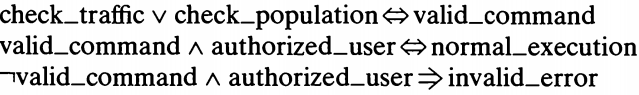 check_traffic ∨ check_population⇔valid_command
valid_command ∧ authorized_user⇔normal_execution
¬valid_command ∧ authorized_user⇒invalid_error